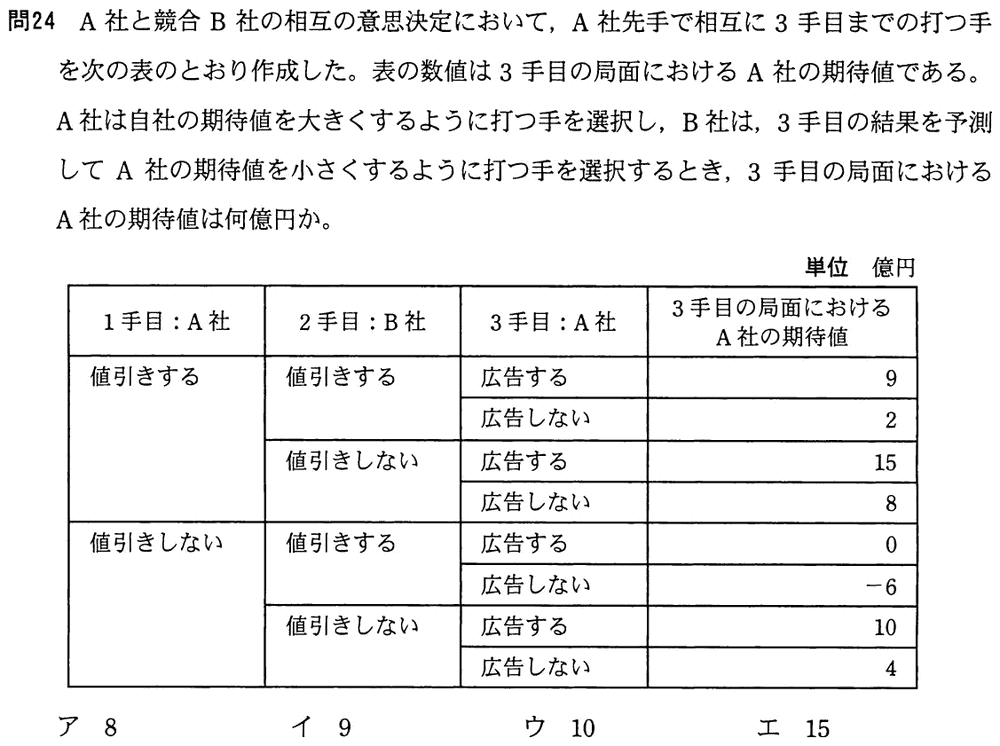 問24 A社と競合B社の相互の意思決定において，A社先手で相互に3手目までの打つ手
を次の表のとおり作成した。表の数値は3手目の局面におけるA社の期待値である。
A社は自社の期待値を大きくするように打つ手を選択し，B社は，3手目の結果を予測
してA社の期待値を小さくするように打つ手を選択するとき，3手目の局面における
A社の期待値は何億円か。
単位 億円
1手目：A社 2手目：B社 3手目：A社 3手目の局面における
A社の期待値
値引きする 値引きする 広告する 9
広告しない 2
値引きしない 広告する 15
広告しない 8
値引きしない 値引きする 広告する 0
広告しない －6
値引きしない 広告する 10
広告しない 4
ア 8 イ 9 ウ 10 エ 15